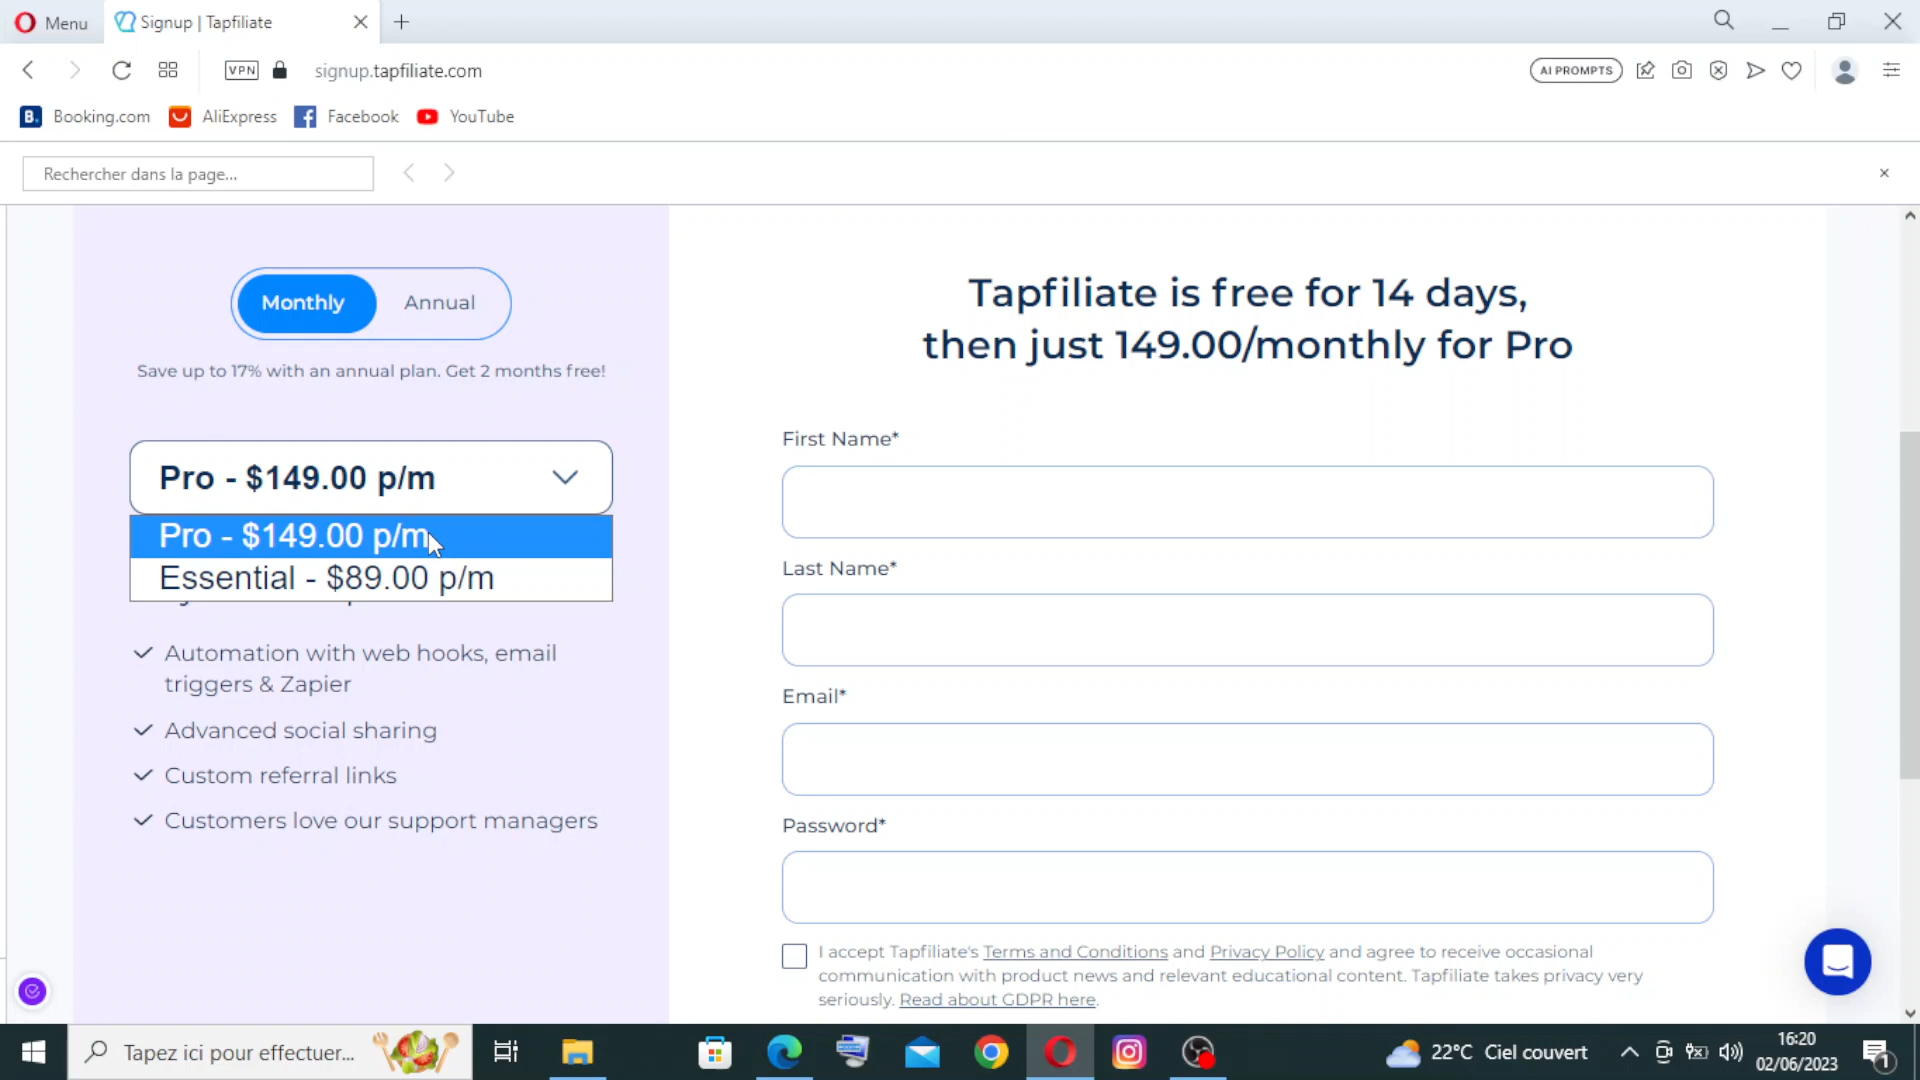 Menu
Signup | Tapfiliate
VPN
signup.tapfiliate.com
AI PROMPTS
B.
Booking.com
AliExpress
Facebook
YouTube
Rechercher dans la page...
Monthly
Annual
Save up to 17% with an annual plan. Get 2 months free!
Pro - $149.00 p/m
Pro - $149.00 p/m
Essential - $89.00 p/m
Automation with web hooks, email
triggers & Zapier
Advanced social sharing
Custom referral links
Customers love our support managers
Tapfiliate is free for 14 days,
then just 149.00/monthly for Pro
First Name*
Last Name*
Email*
Password*
I accept Tapfiliate's Terms and Conditions and Privacy Policy and agree to receive occasional
communication with product news and relevant educational content. Tapfiliate takes privacy very
seriously. Read about GDPR here.
Tapez ici pour effectuer...
22°C Ciel couvert
16:20
02/06/2023
1